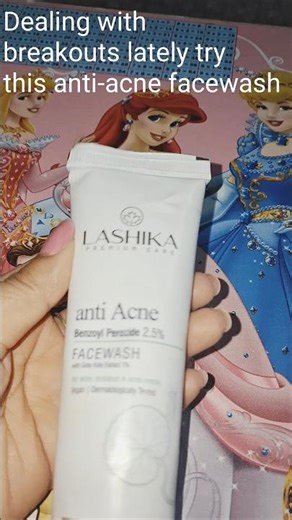 Dealing with
breakouts lately try
this anti-acne facewash
LASHIKA
PREMIUM CARE
anti Acne
Benzoyl Peroxide 2.5%
FACEWASH
Vegan | Dermatologically Tested